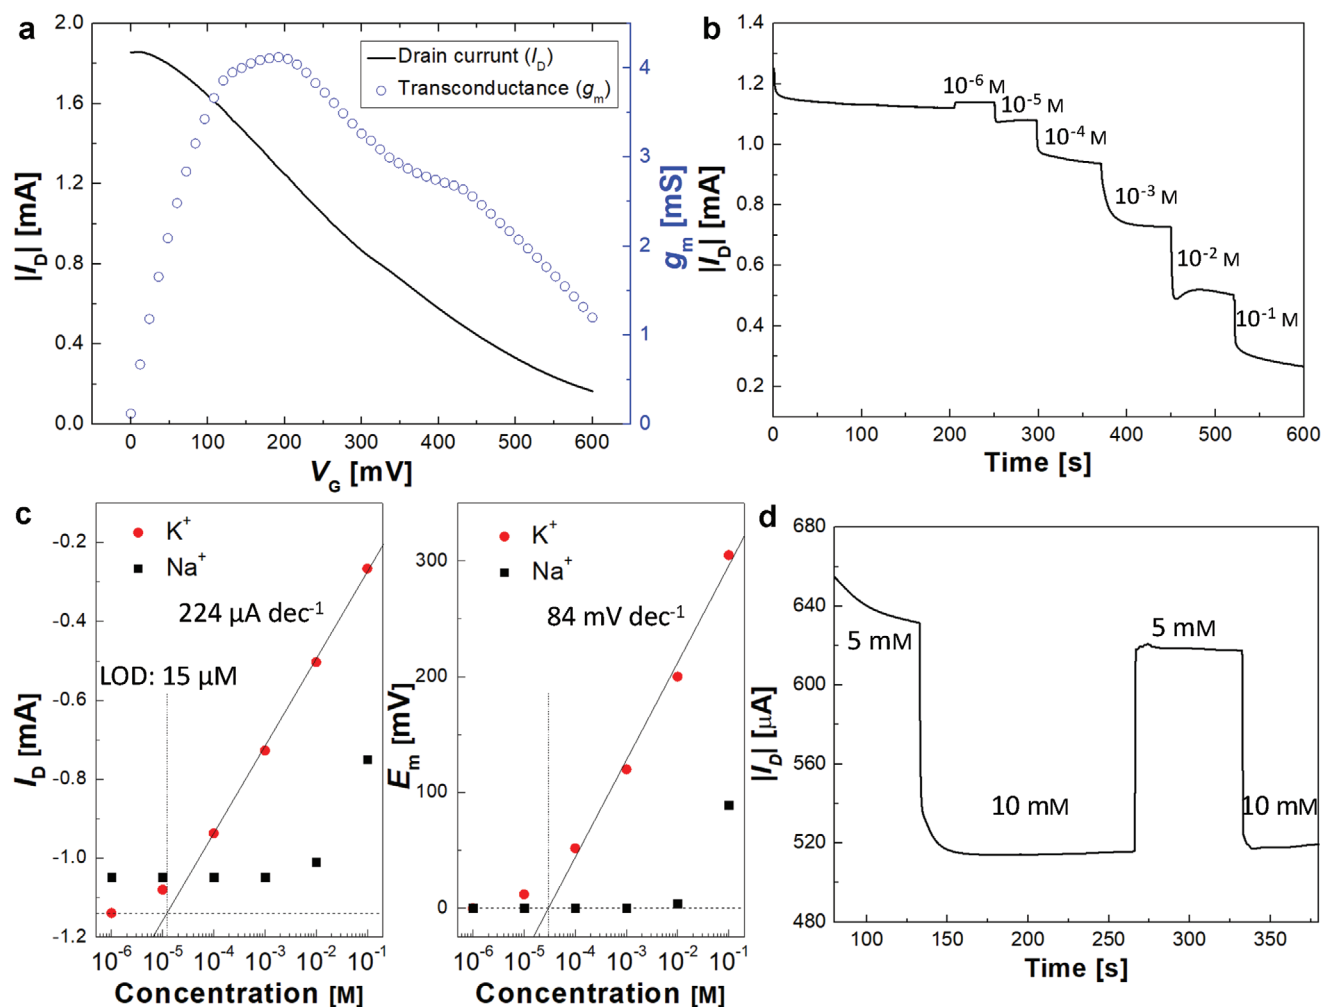 a
2.0
1.6
1.2
0.8
0.4
0.0
|I_D| [mA]
Drain currunt (I_D)
Transconductance (g_m)
4
3
2
1
0
g_m [mS]
0 100 200 300 400 500 600
V_G [mV]
b
1.4
1.2
1.0
0.8
0.6
0.4
0.2
|I_D| [mA]
10⁻⁶ M
10⁻⁵ M
10⁻⁴ M
10⁻³ M
10⁻² M
10⁻¹ M
0 100 200 300 400 500 600
Time [s]
c
-0.2
-0.4
-0.6
-0.8
-1.0
-1.2
I_D [mA]
K⁺
Na⁺
224 µA dec⁻¹
LOD: 15 µM
10⁻⁶ 10⁻⁵ 10⁻⁴ 10⁻³ 10⁻² 10⁻¹
Concentration [M]
300
200
100
0
E_m [mV]
K⁺
Na⁺
84 mV dec⁻¹
10⁻⁶ 10⁻⁵ 10⁻⁴ 10⁻³ 10⁻² 10⁻¹
Concentration [M]
d
680
640
600
560
520
480
|I_D| [µA]
5 mM
10 mM
5 mM
10 mM
100 150 200 250 300 350
Time [s]